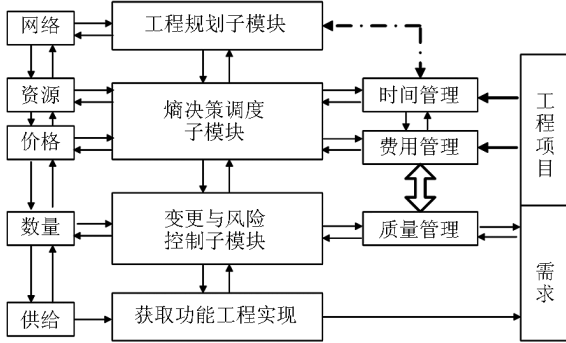 网络
工程规划子模块
资源
熵决策调度
子模块
时间管理
价格
费用管理
工程项目
数量
变更与风险
控制子模块
质量管理
需求
供给
获取功能工程实现